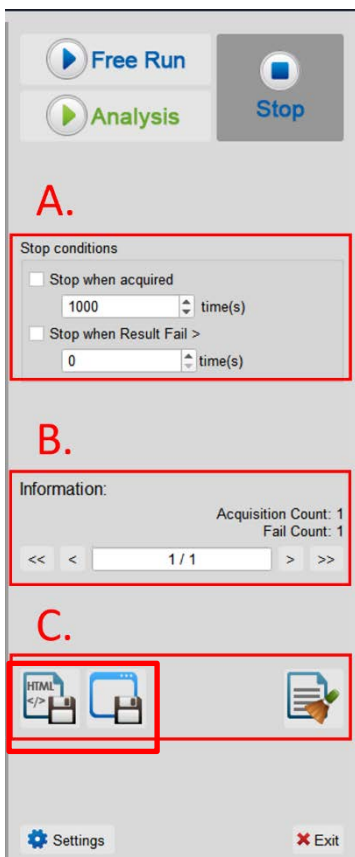 Free Run
Analysis
Stop
A.
Stop conditions
Stop when acquired
1000 time(s)
Stop when Result Fail >
0 time(s)
B.
Information:
Acquisition Count: 1
Fail Count: 1
<< < 1 / 1 > >>
C.
HTML
</>
Settings
Exit